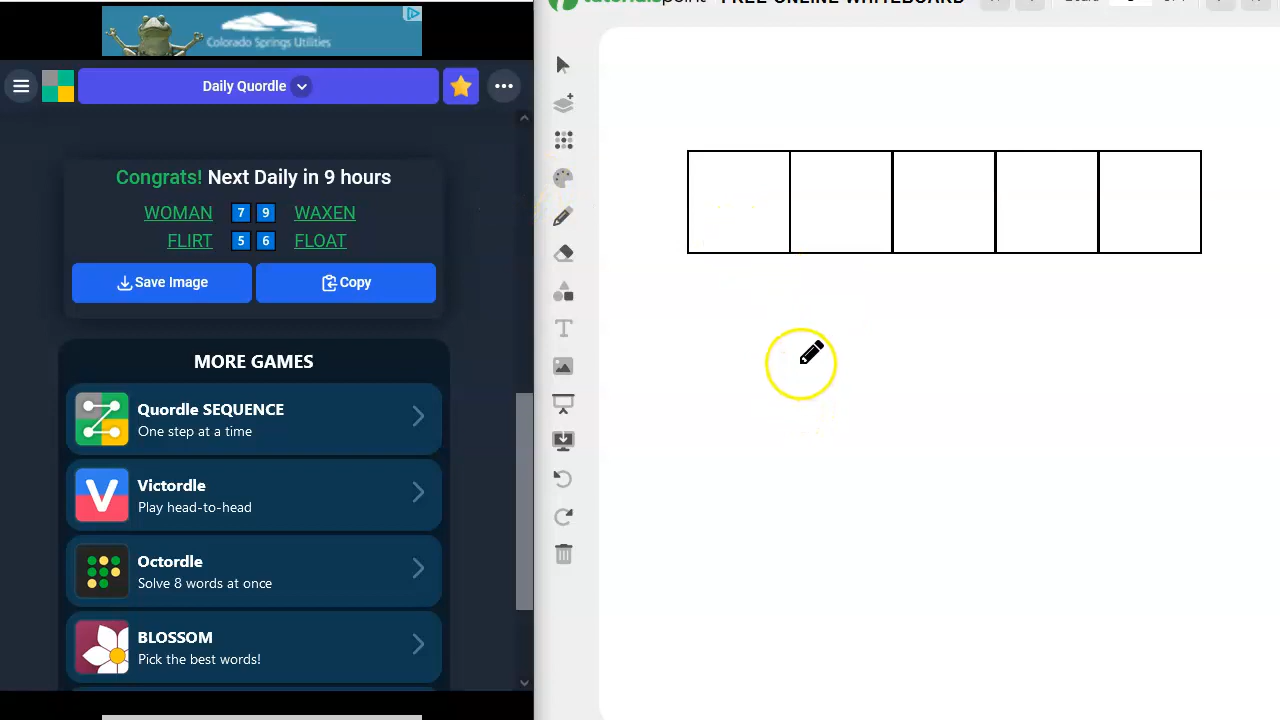 Colorado Springs Utilities
FREE ONLINE WHITEBOARD
Daily Quordle
Congrats! Next Daily in 9 hours
WOMAN 7 9 WAXEN
FLIRT 5 6 FLOAT
Save Image Copy
MORE GAMES
Quordle SEQUENCE
One step at a time
V
Victordle
Play head-to-head
Octordle
Solve 8 words at once
BLOSSOM
Pick the best words!
T